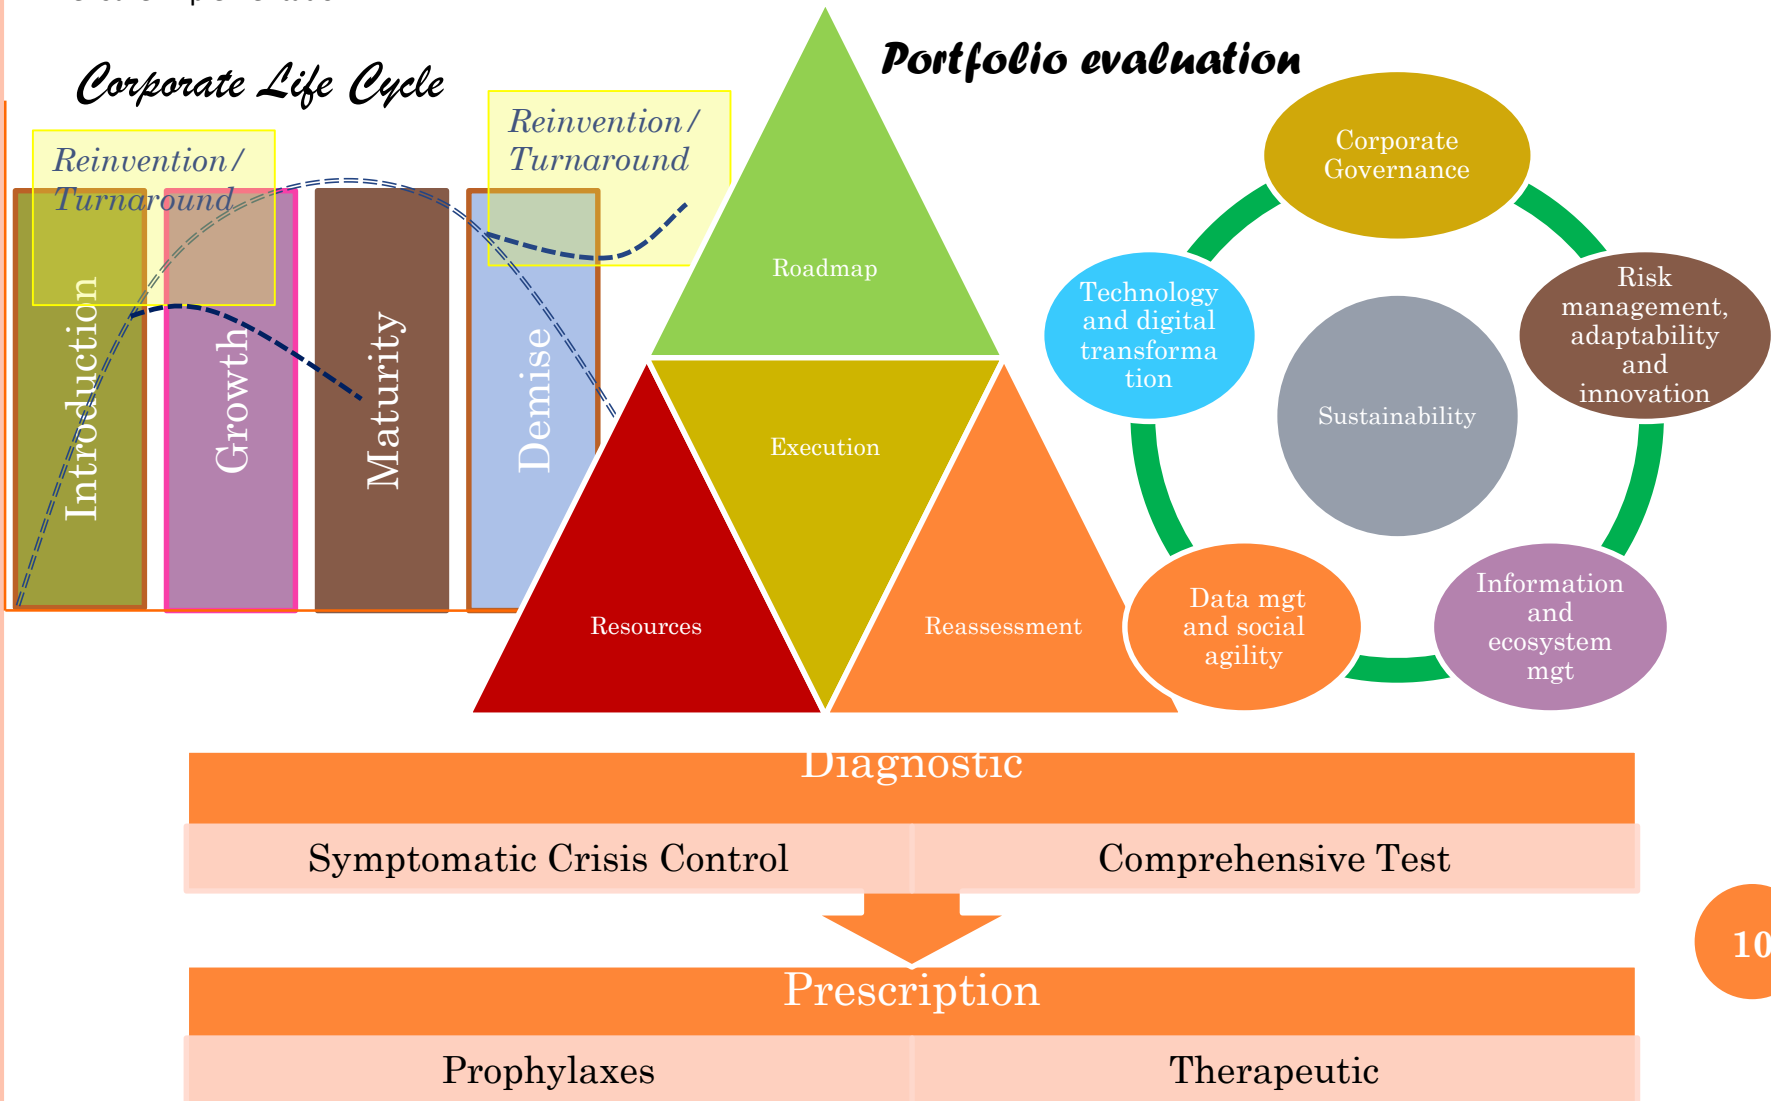 Corporate Life Cycle
Portfolio evaluation
Reinvention/
Turnaround
Reinvention/
Turnaround
Introduction
Growth
Maturity
Demise
Roadmap
Execution
Resources
Reassessment
Corporate
Governance
Risk
management,
adaptability
and
innovation
Information
and
ecosystem
mgt
Data mgt
and social
agility
Technology
and digital
transforma
tion
Sustainability
Diagnostic
Symptomatic Crisis Control
Comprehensive Test
10
Prescription
Prophylaxes
Therapeutic